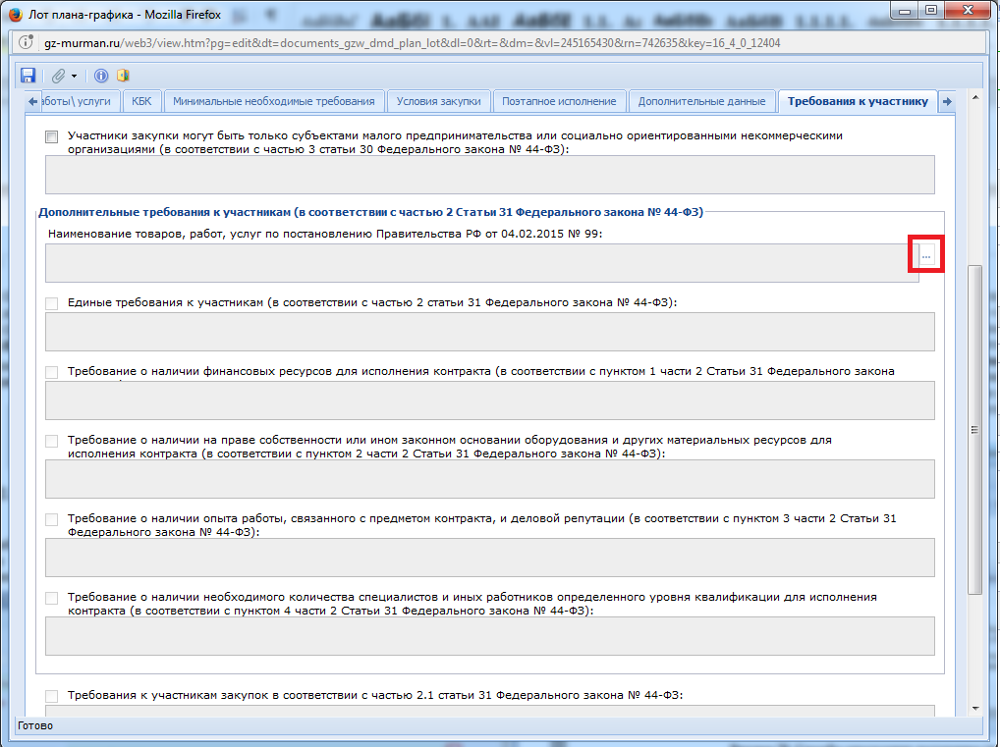 Лот плана-графика - Mozilla Firefox
gz-murman.ru/web3/view.htm?pg=edit&dt=documents_gzw_dmd_plan_lot&dl=0&rt=&dm=&vl=245165430&rn=742635&key=16_4_0_12404
аботы\ услуги КБК Минимальные необходимые требования Условия закупки Поэтапное исполнение Дополнительные данные Требования к участнику
Участники закупки могут быть только субъектами малого предпринимательства или социально ориентированными некоммерческими
организациями (в соответствии с частью 3 статьи 30 Федерального закона № 44-ФЗ):
Дополнительные требования к участникам (в соответствии с частью 2 Статьи 31 Федерального закона № 44-ФЗ)
Наименование товаров, работ, услуг по постановлению Правительства РФ от 04.02.2015 № 99:
...
Единые требования к участникам (в соответствии с частью 2 статьи 31 Федерального закона № 44-ФЗ):
Требование о наличии финансовых ресурсов для исполнения контракта (в соответствии с пунктом 1 части 2 Статьи 31 Федерального закона
Требование о наличии на праве собственности или ином законном основании оборудования и других материальных ресурсов для
исполнения контракта (в соответствии с пунктом 2 части 2 Статьи 31 Федерального закона № 44-ФЗ):
Требование о наличии опыта работы, связанного с предметом контракта, и деловой репутации (в соответствии с пунктом 3 части 2 Статьи 31
Федерального закона № 44-ФЗ):
Требование о наличии необходимого количества специалистов и иных работников определенного уровня квалификации для исполнения
контракта (в соответствии с пунктом 4 части 2 Статьи 31 Федерального закона № 44-ФЗ):
Требования к участникам закупок в соответствии с частью 2.1 статьи 31 Федерального закона № 44-ФЗ:
Готово